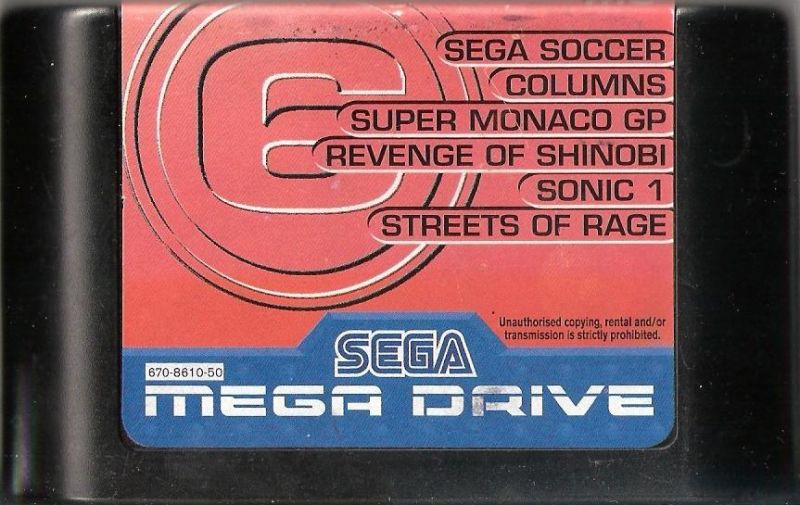 6
SEGA SOCCER
COLUMNS
SUPER MONACO GP
REVENGE OF SHINOBI
SONIC 1
STREETS OF RAGE
Unauthorised copying, rental and/or
transmission is strictly prohibited.
SEGA
670-8610-50
MEGA DRIVE